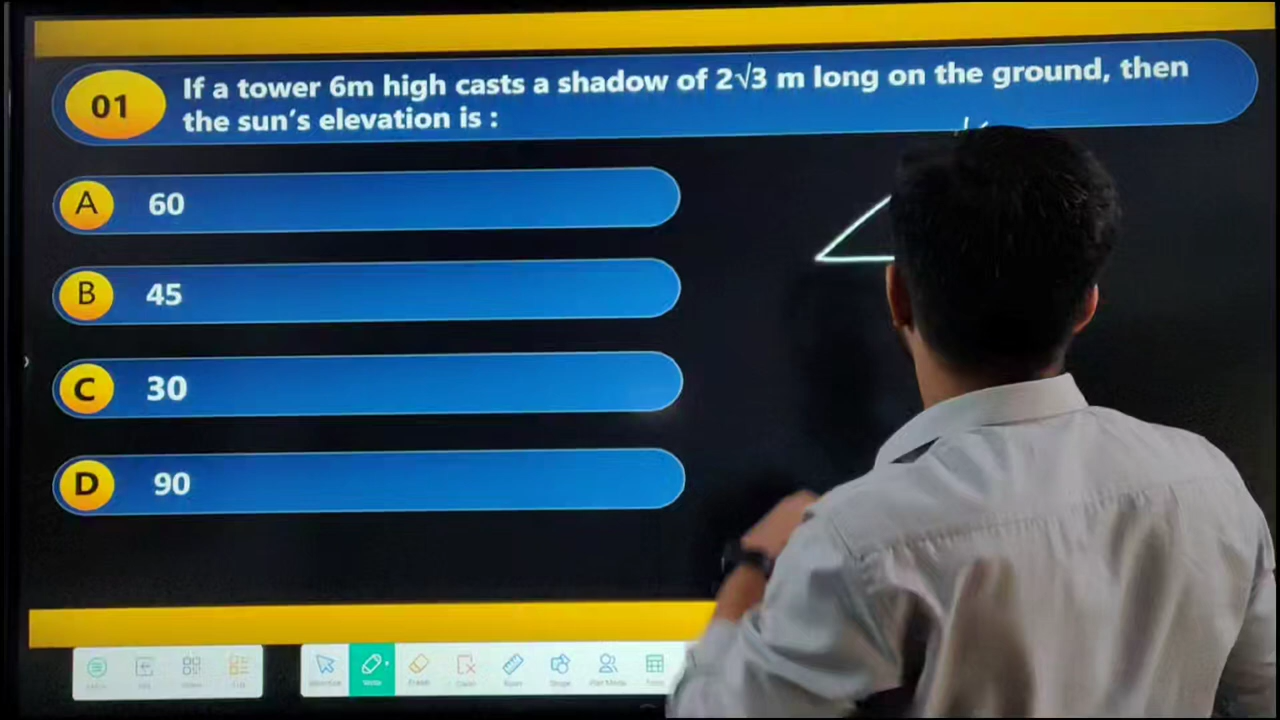 01
If a tower 6m high casts a shadow of 2√3 m long on the ground, then
the sun's elevation is :
A 60
B 45
C 30
D 90